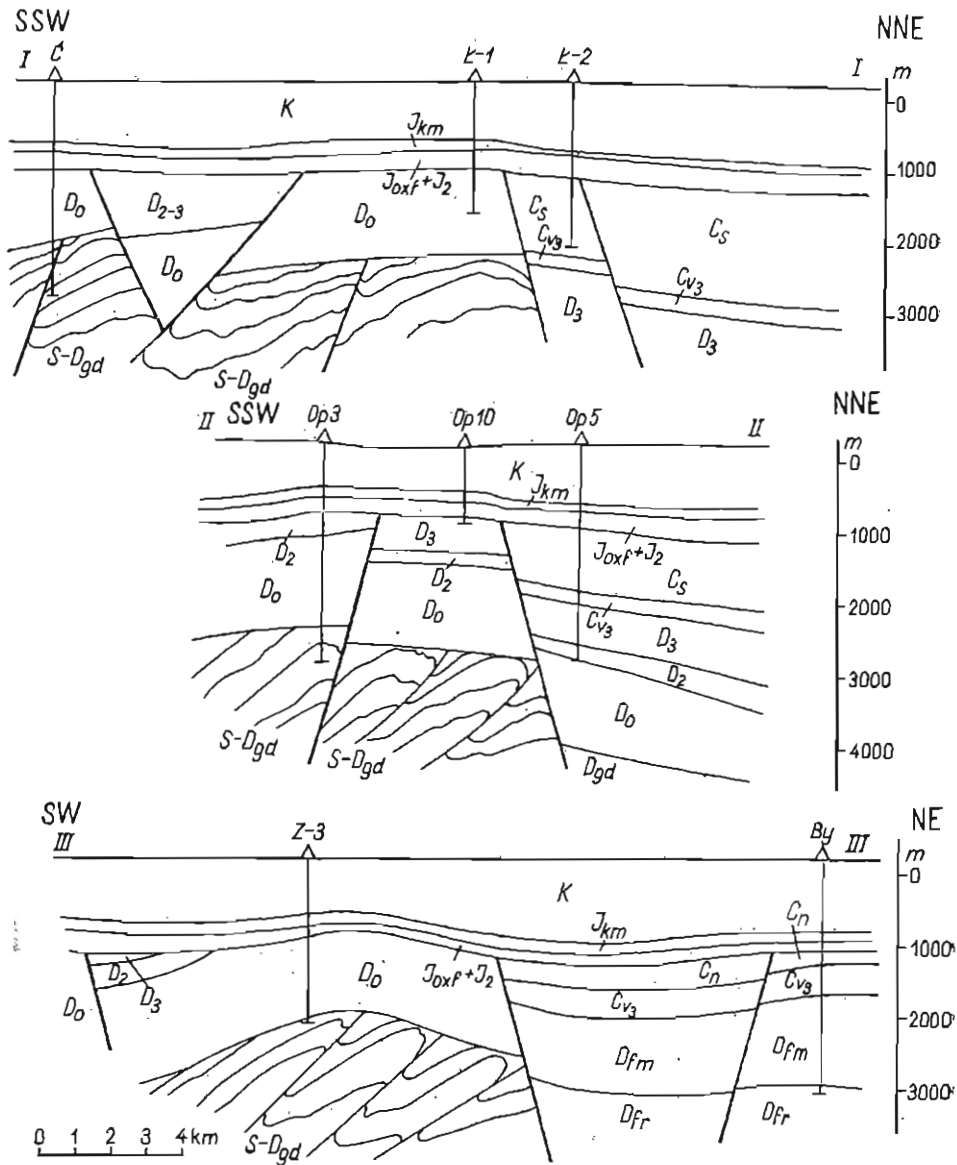 SSW NNE
I Ć K-1 K-2 I m
0
K
Jkm
1000
Joxf+J2
D0 D2-3 D0 Cs Cs
2000
Cv3
D0 Cv3
D3 D3
3000
S-Dgd S-Dgd
II SSW Op3 Op10 Op5 II NNE
m
0
K
Jkm
1000
D2 D3 Joxf+J2
D2 Cs
D0 D0 Cv3 D3
2000
D2
3000
S-Dgd S-Dgd D0
Dgd
4000
SW NE
III Z-3 By III m
0
K
Jkm Cn
1000
D2 D3 D0 Joxf+J2 Cn Cv3
D0 Cv3
2000
Dfm Dfm
3000
Dfr Dfr
S-Dgd
0 1 2 3 4 km